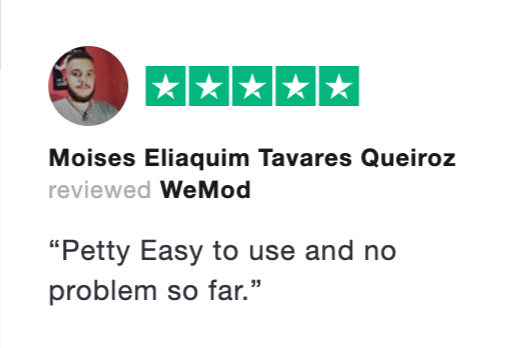 Moises Eliaquim Tavares Queiroz
reviewed WeMod
“Petty Easy to use and no
problem so far.”